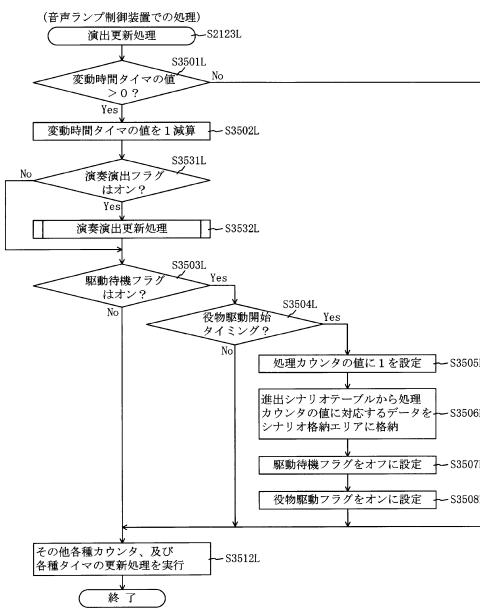 (音声ランプ制御装置での処理)
演出更新処理
S2123L
S3501L
変動時間タイマの値
>0?
No
Yes
変動時間タイマの値を1減算
S3502L
S3531L
No
演奏演出フラグ
はオン?
Yes
演奏演出更新処理
S3532L
S3503L
駆動待機フラグ
はオン?
Yes
No
S3504L
役物駆動開始
タイミング?
Yes
No
処理カウンタの値に1を設定
S3505
進出シナリオテーブルから処理
カウンタの値に対応するデータを
シナリオ格納エリアに格納
S3506
駆動待機フラグをオフに設定
S3507
役物駆動フラグをオンに設定
S3508
その他各種カウンタ、及び
各種タイマの更新処理を実行
S3512L
終了